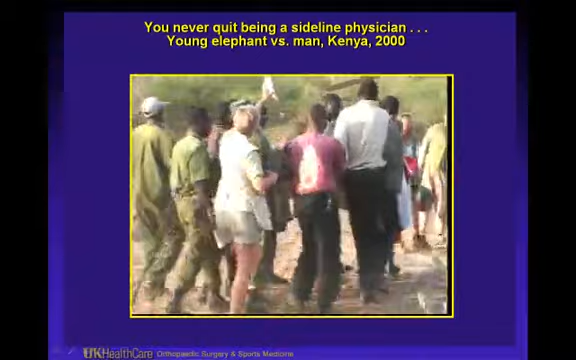 You never quit being a sideline physician . . .
Young elephant vs. man, Kenya, 2000
UKHealthCare Orthopaedic Surgery & Sports Medicine